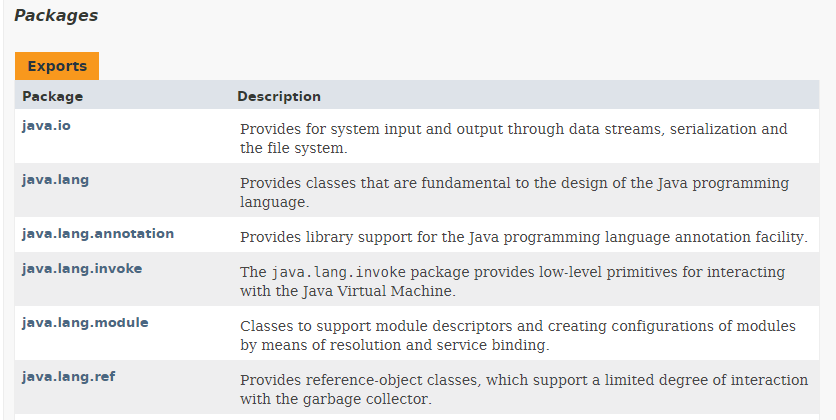 Packages
Exports
Package Description
java.io Provides for system input and output through data streams, serialization and
the file system.
java.lang Provides classes that are fundamental to the design of the Java programming
language.
java.lang.annotation Provides library support for the Java programming language annotation facility.
java.lang.invoke The java.lang.invoke package provides low-level primitives for interacting
with the Java Virtual Machine.
java.lang.module Classes to support module descriptors and creating configurations of modules
by means of resolution and service binding.
java.lang.ref Provides reference-object classes, which support a limited degree of interaction
with the garbage collector.